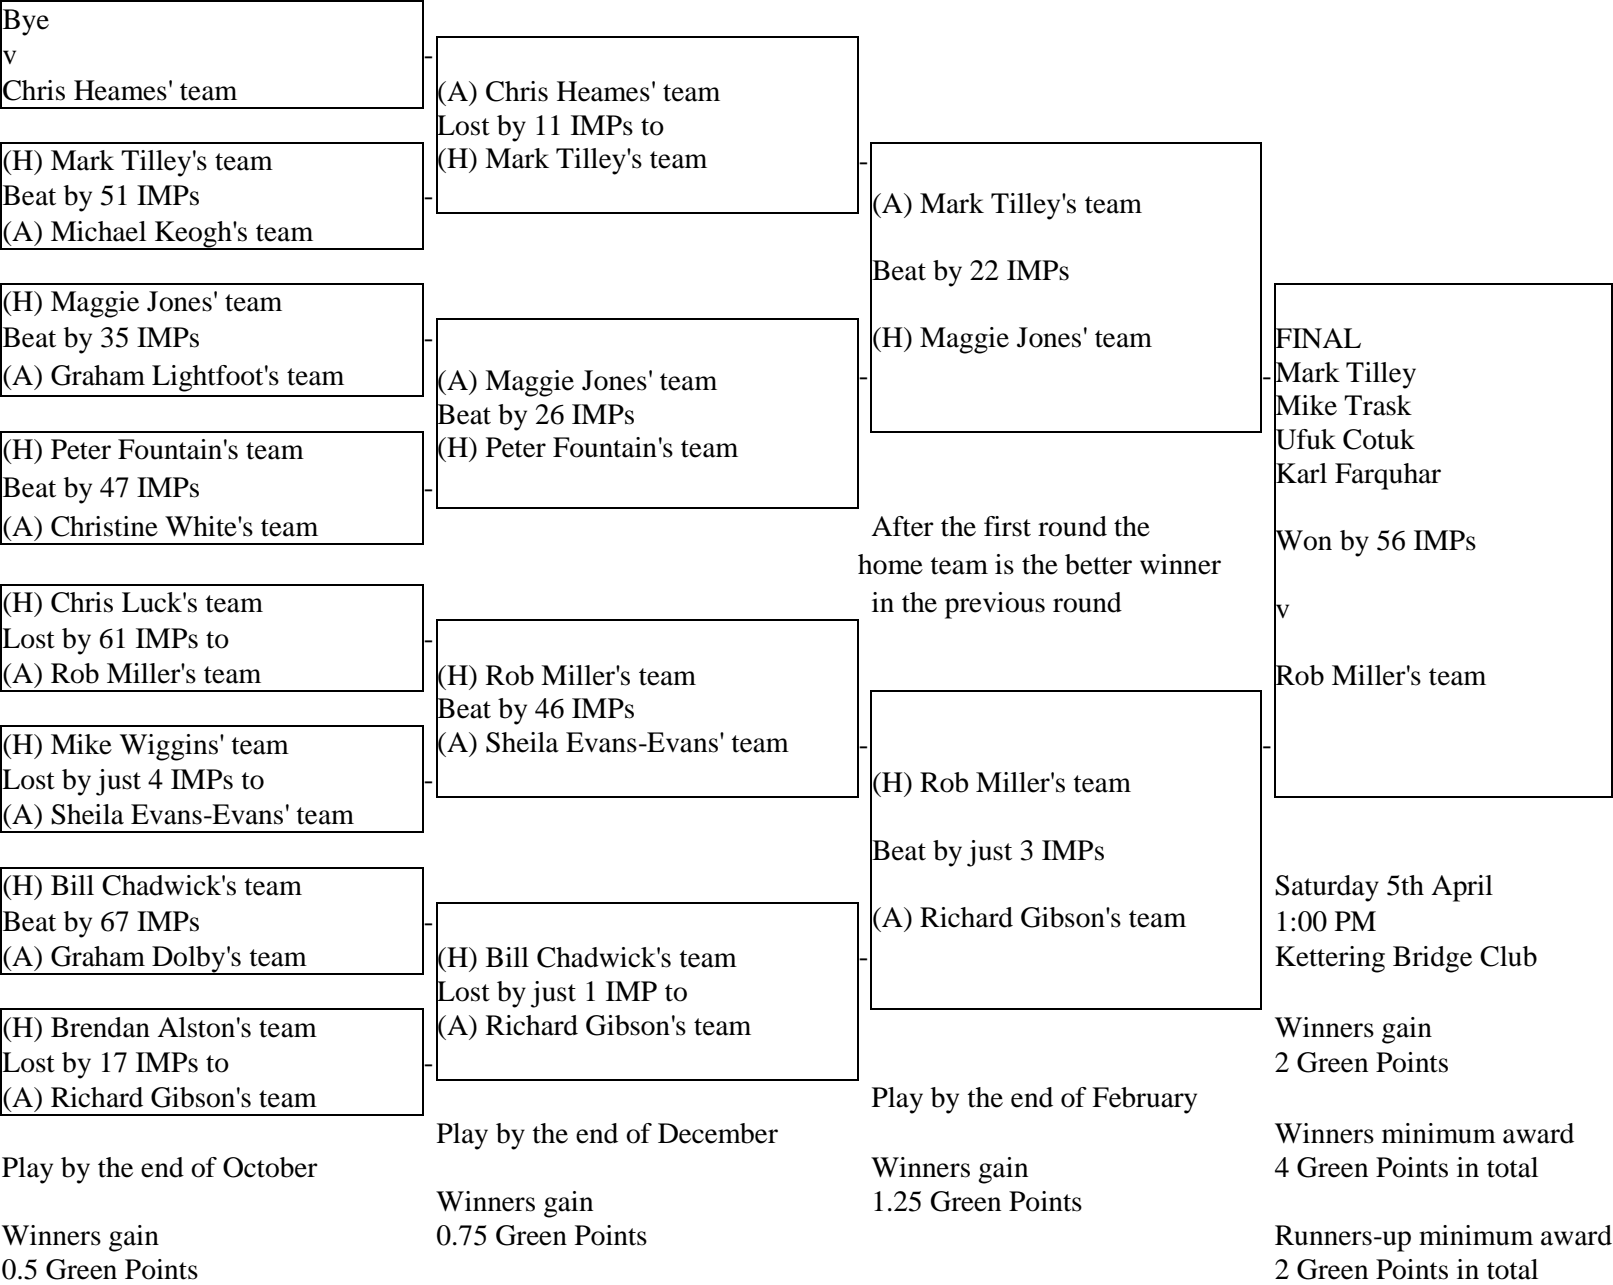 Bye
v
Chris Heames' team
(H) Mark Tilley's team
Beat by 51 IMPs
(A) Michael Keogh's team
(H) Maggie Jones' team
Beat by 35 IMPs
(A) Graham Lightfoot's team
(H) Peter Fountain's team
Beat by 47 IMPs
(A) Christine White's team
(H) Chris Luck's team
Lost by 61 IMPs to
(A) Rob Miller's team
(H) Mike Wiggins' team
Lost by just 4 IMPs to
(A) Sheila Evans-Evans' team
(H) Bill Chadwick's team
Beat by 67 IMPs
(A) Graham Dolby's team
(H) Brendan Alston's team
Lost by 17 IMPs to
(A) Richard Gibson's team
Play by the end of October
Winners gain
0.5 Green Points
(A) Chris Heames' team
Lost by 11 IMPs to
(H) Mark Tilley's team
(A) Maggie Jones' team
Beat by 26 IMPs
(H) Peter Fountain's team
(H) Rob Miller's team
Beat by 46 IMPs
(A) Sheila Evans-Evans' team
(H) Bill Chadwick's team
Lost by just 1 IMP to
(A) Richard Gibson's team
Play by the end of December
Winners gain
0.75 Green Points
(A) Mark Tilley's team
Beat by 22 IMPs
(H) Maggie Jones' team
After the first round the
home team is the better winner
in the previous round
(H) Rob Miller's team
Beat by just 3 IMPs
(A) Richard Gibson's team
Play by the end of February
Winners gain
1.25 Green Points
FINAL
Mark Tilley
Mike Trask
Ufuk Cotuk
Karl Farquhar
Won by 56 IMPs
v
Rob Miller's team
Saturday 5th April
1:00 PM
Kettering Bridge Club
Winners gain
2 Green Points
Winners minimum award
4 Green Points in total
Runners-up minimum award
2 Green Points in total